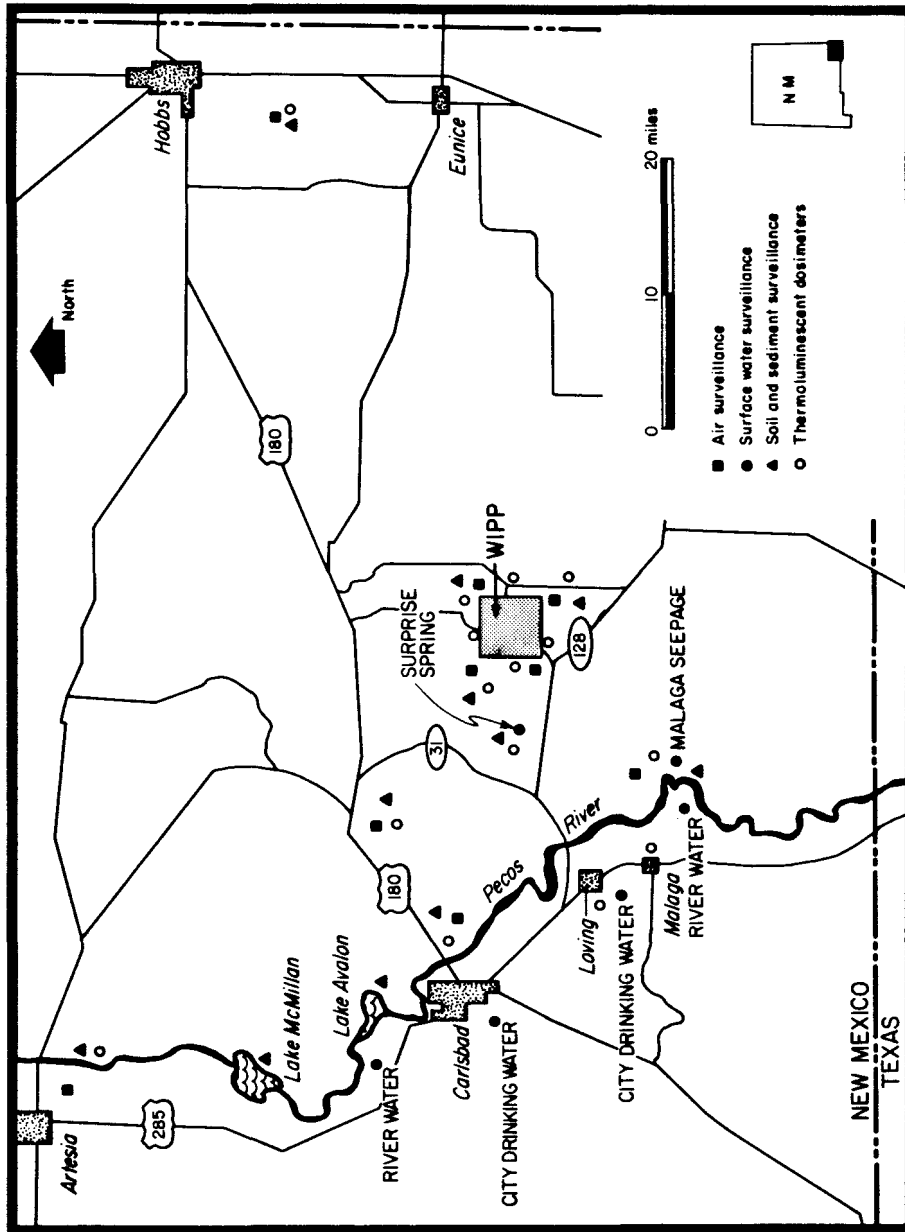 North
Hobbs
Eunice
180
NM
0 10 20 miles
Air surveillance
Surface water surveillance
Soil and sediment surveillance
Thermoluminescent dosimeters
WIPP
SURPRISE
SPRING
128
31
MALAGA SEEPAGE
Pecos River
180
Loving
Malaga
RIVER WATER
CITY DRINKING WATER
Lake Avalon
Lake McMillan
Carlsbad
RIVER WATER
CITY DRINKING WATER
Artesia
285
NEW MEXICO
TEXAS